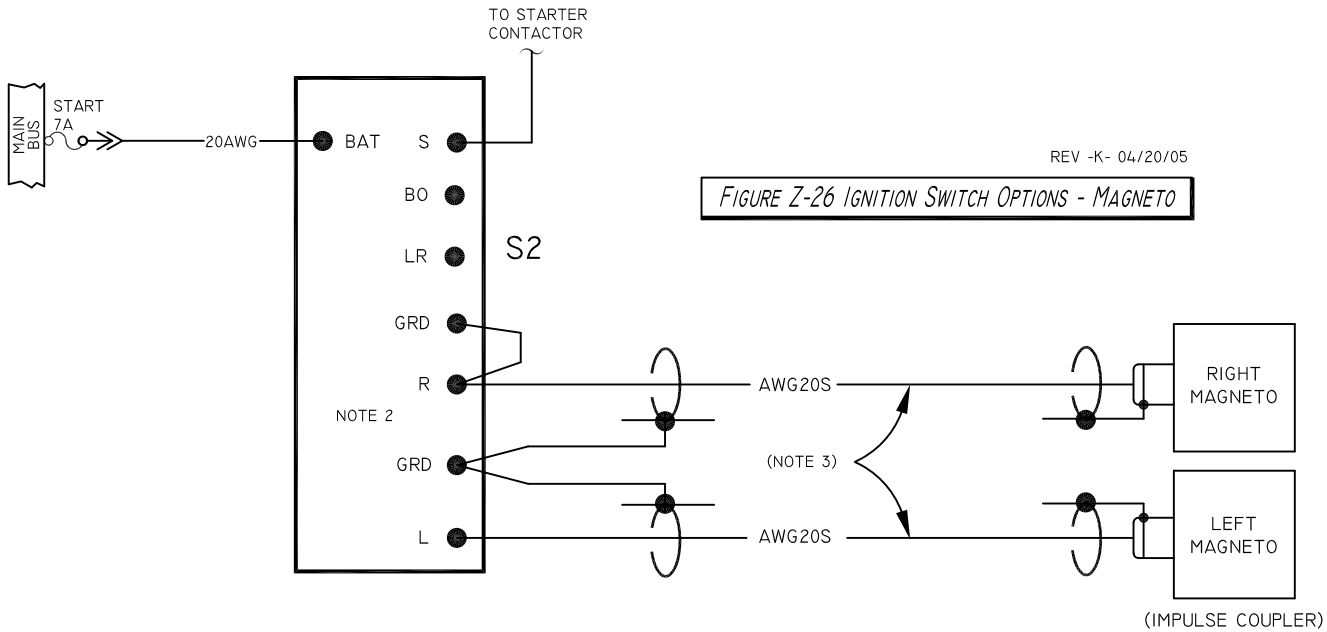 TO STARTER
CONTACTOR
MAIN
BUS
START
7A
20AWG
BAT
S
BO
LR
GRD
R
NOTE 2
GRD
L
S2
REV -K- 04/20/05
FIGURE Z-26 IGNITION SWITCH OPTIONS - MAGNETO
AWG20S
(NOTE 3)
AWG20S
RIGHT
MAGNETO
LEFT
MAGNETO
(IMPULSE COUPLER)